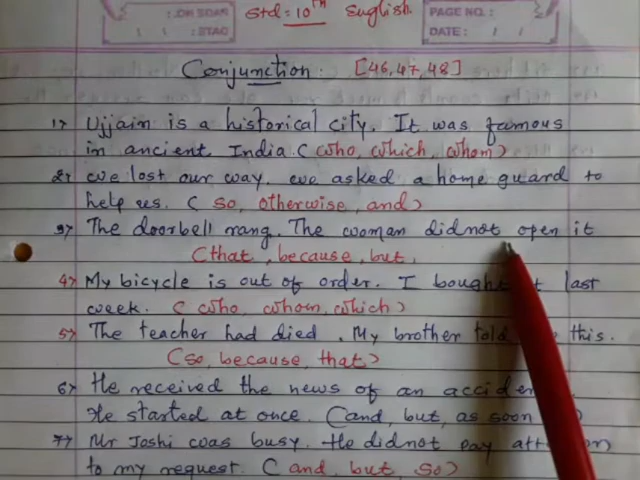 Std:- 10th English. PAGE NO.:
DATE: / /
Conjunction. [46,47,48]
1> Ujjain is a historical city. It was famous
in ancient India. (who, which, whom)
2> We lost our way. We asked a home guard to
help us. (so, otherwise, and)
3> The doorbell rang. The woman didnot open it
(that, because, but,
4> My bicycle is out of order. I bought last
week. (who, whom, which)
5> The teacher had died. My brother told this.
(so, because, that)
6> He received the news of an
He started at once. (and, but, as soon
7> Mr Joshi was busy. He didnot pay
to my request. (and, but, so)